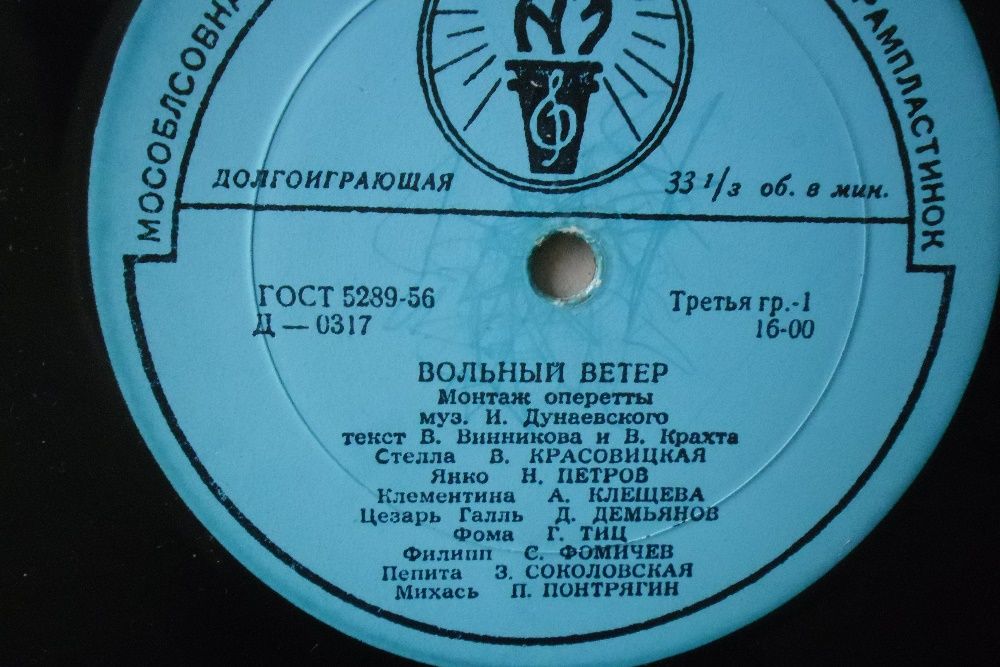 МОСОБЛСОВНА
ГРАМПЛАСТИНОК
ДОЛГОИГРАЮЩАЯ
33 1/3 об. в мин.
ГОСТ 5289-56
Д — 0317
Третья гр.-1
16-00
ВОЛЬНЫЙ ВЕТЕР
Монтаж оперетты
муз. И. Дунаевского
текст В. Винникова и В. Крахта
Стелла В. КРАСОВИЦКАЯ
Янко Н. ПЕТРОВ
Клементина А. КЛЕЩЕВА
Цезарь Галль Д. ДЕМЬЯНОВ
Фома Г. ТИЦ
Филипп С. ФОМИЧЕВ
Пепита З. СОКОЛОВСКАЯ
Михась П. ПОНТРЯГИН